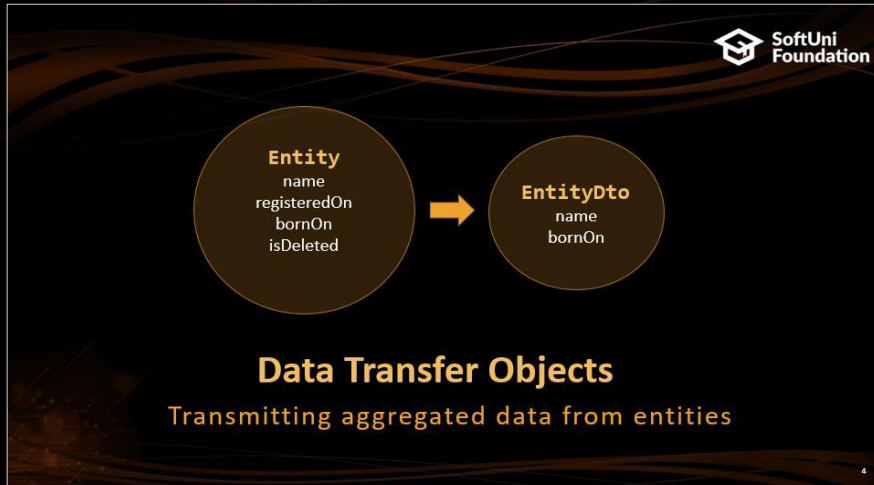 SoftUni
Foundation
Entity
name
registeredOn
bornOn
isDeleted
EntityDto
name
bornOn
Data Transfer Objects
Transmitting aggregated data from entities
4